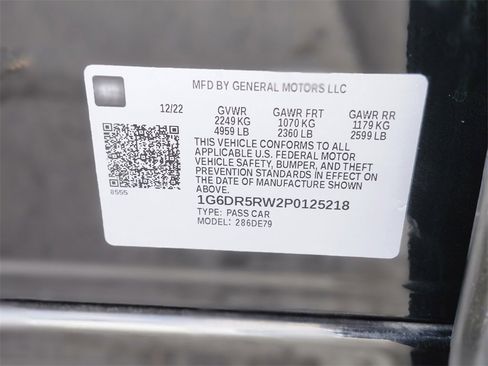 MFD BY GENERAL MOTORS LLC
12/22 GVWR GAWR FRT GAWR RR
2249 KG 1070 KG 1179 KG
4959 LB 2360 LB 2599 LB
THIS VEHICLE CONFORMS TO ALL
APPLICABLE U.S. FEDERAL MOTOR
VEHICLE SAFETY, BUMPER, AND THEFT
PREVENTION STANDARDS IN EFFECT
ON THE DATE OF MANUFACTURE SHOWN
ABOVE.
1G6DR5RW2P0125218
TYPE: PASS CAR
MODEL: 286DE79
8555